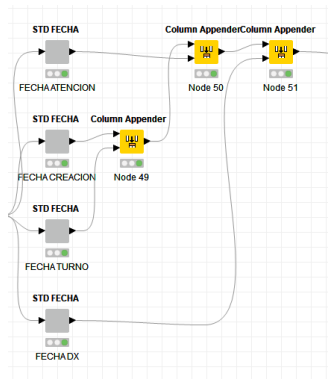 STD FECHA
FECHA ATENCION
Column Appender
Node 50
Column Appender
Node 51
STD FECHA
FECHA CREACION
Column Appender
Node 49
STD FECHA
FECHA TURNO
STD FECHA
FECHA DX